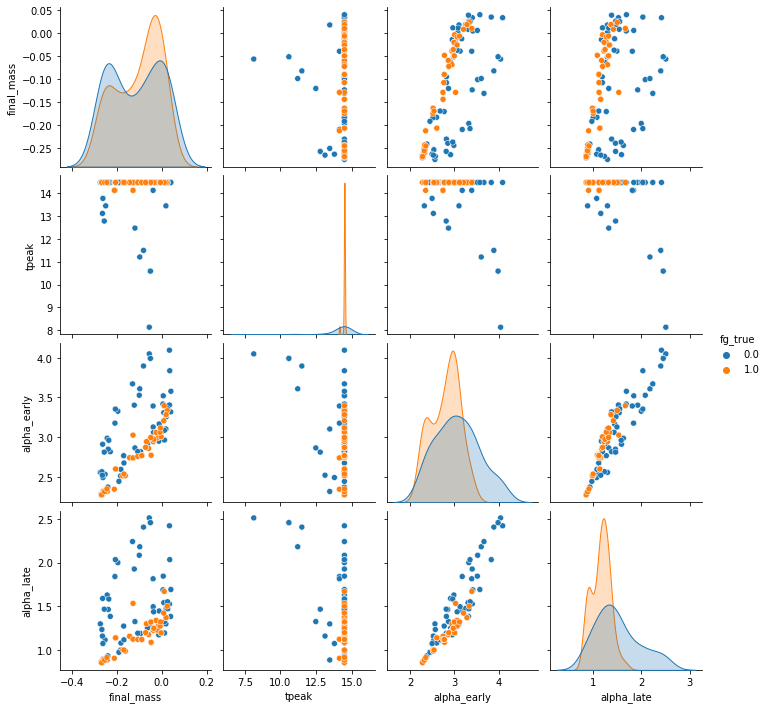 0.05
0.00
−0.05
−0.10
−0.15
−0.20
−0.25
final_mass
14
13
12
11
10
9
8
tpeak
fg_true
0.0
1.0
4.0
3.5
3.0
2.5
alpha_early
2.5
2.0
1.5
1.0
alpha_late
−0.4 −0.2 0.0 0.2
final_mass
7.5 10.0 12.5 15.0
tpeak
2 3 4
alpha_early
1 2 3
alpha_late